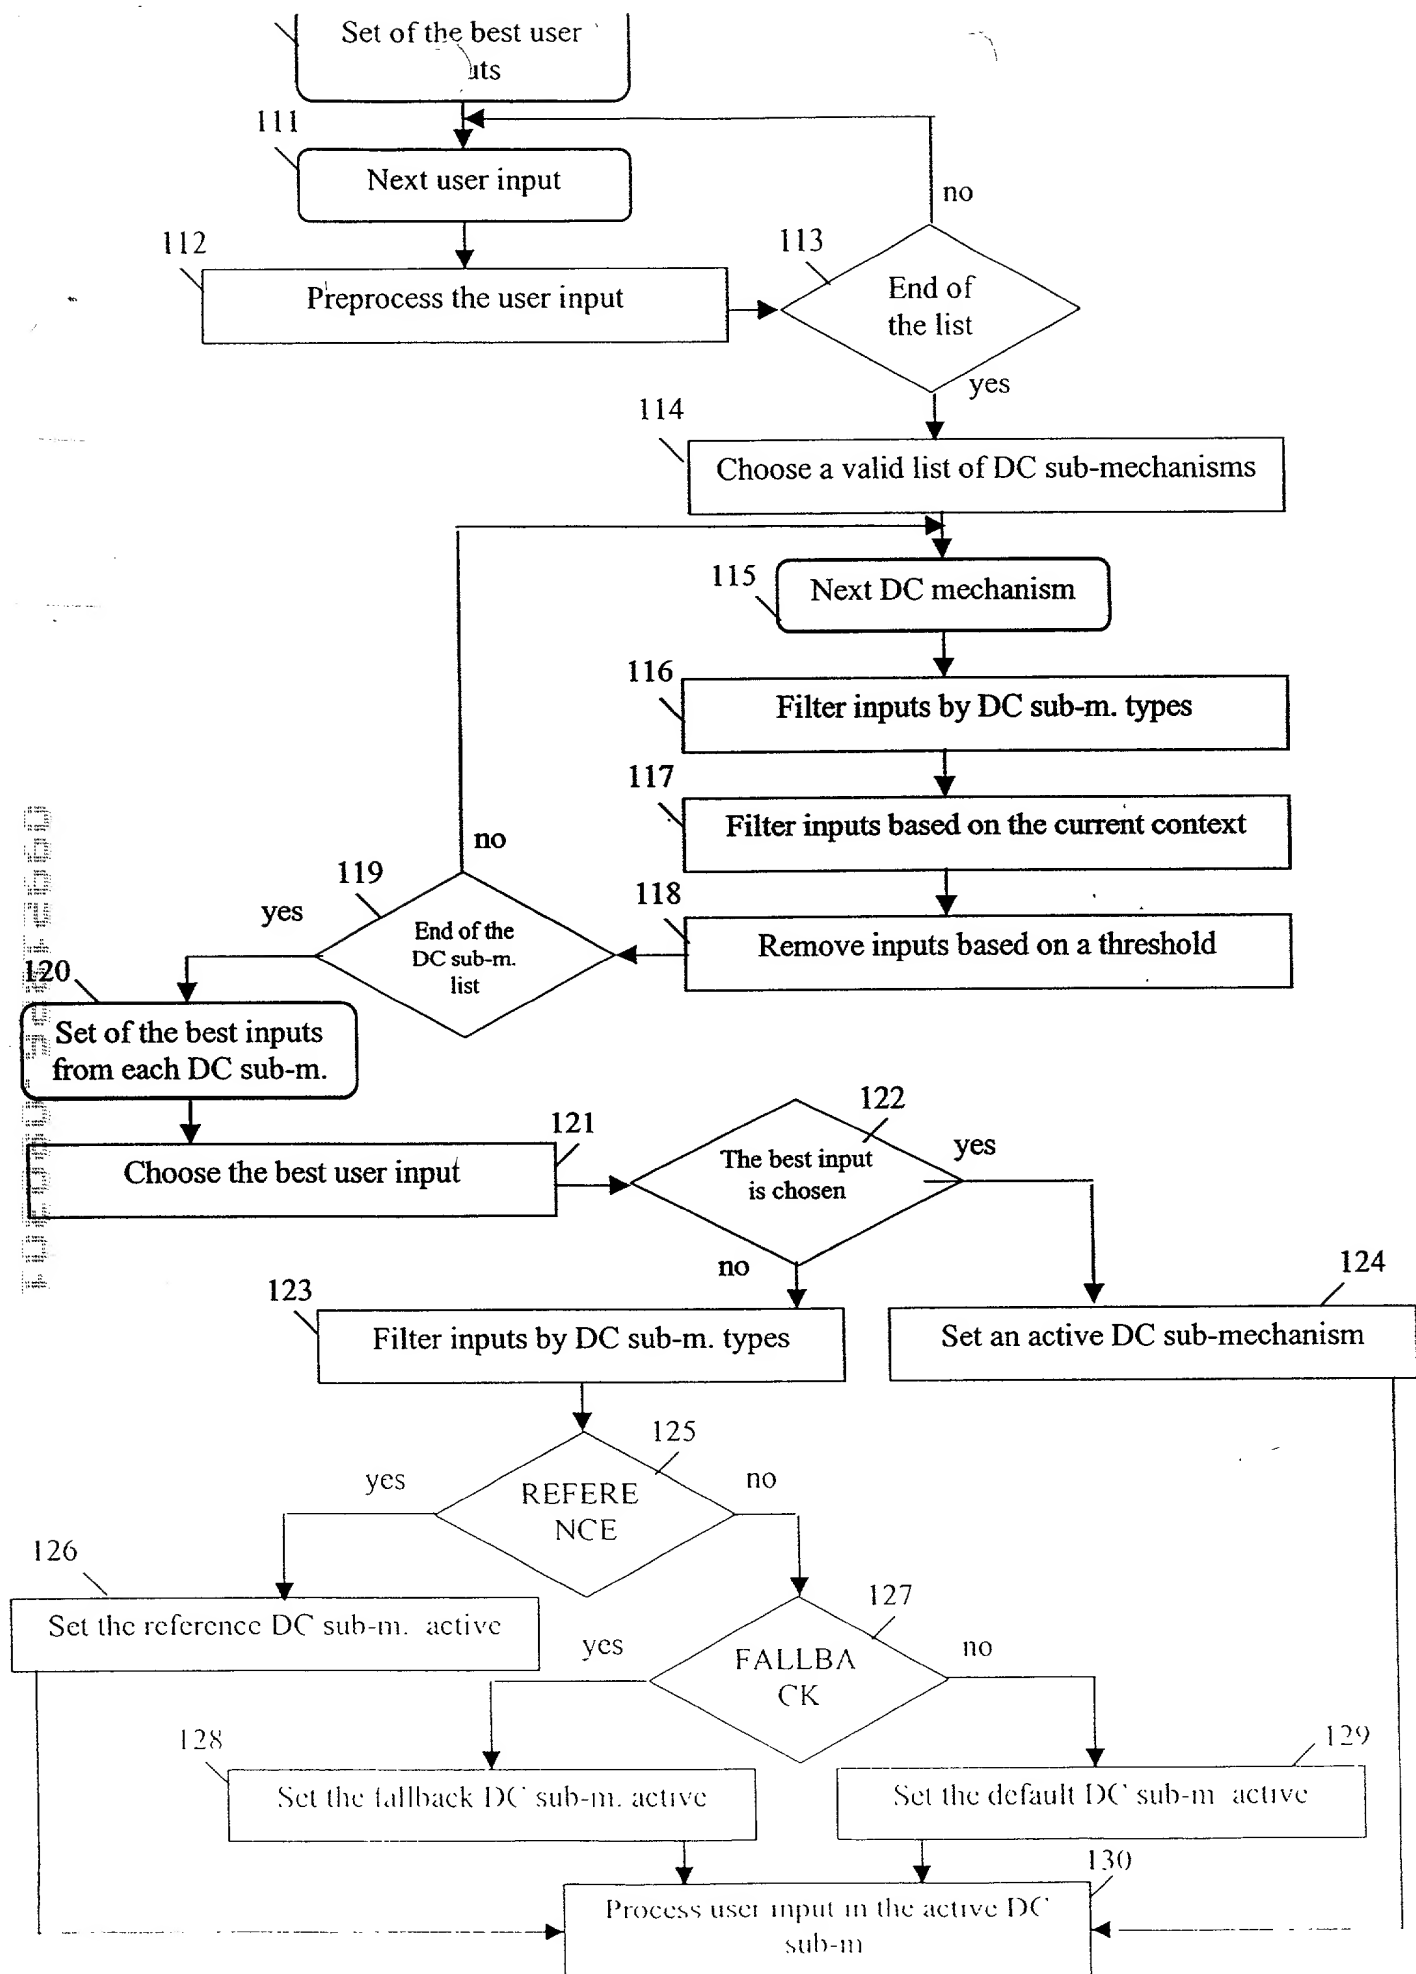 Set of the best user
uts
111
Next user input
no
112
113
Preprocess the user input
End of
the list
yes
114
Choose a valid list of DC sub-mechanisms
115
Next DC mechanism
116
Filter inputs by DC sub-m. types
117
Filter inputs based on the current context
no
119
118
yes
End of the
DC sub-m.
list
Remove inputs based on a threshold
120
Set of the best inputs
from each DC sub-m.
122
121
yes
The best input
is chosen
Choose the best user input
no
124
123
Filter inputs by DC sub-m. types
Set an active DC sub-mechanism
125
yes
no
REFERE
NCE
126
127
Set the reference DC sub-m. active
yes
no
FALLBA
CK
128
129
Set the fallback DC sub-m. active
Set the default DC sub-m active
130
Process user input in the active DC
sub-m